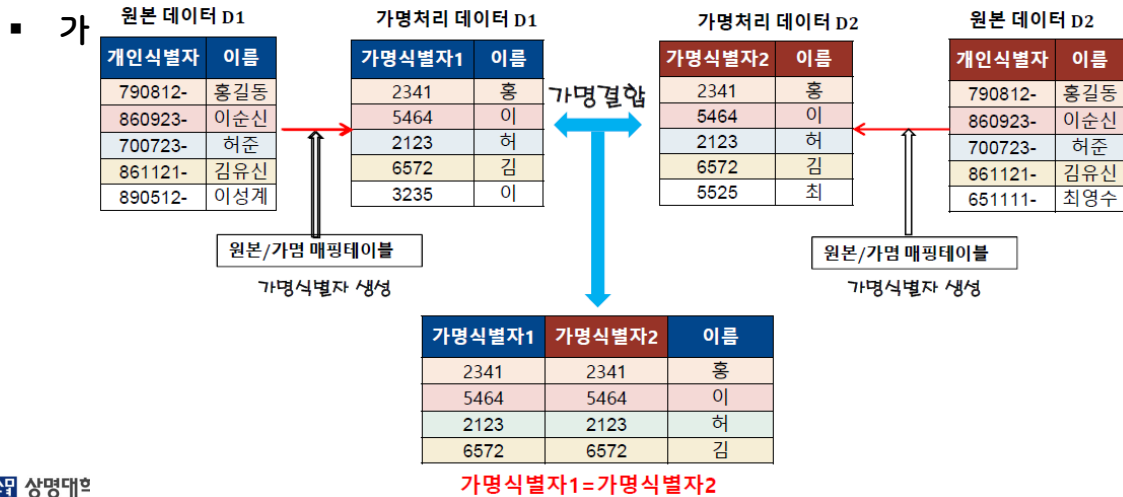 ▪ 가
원본 데이터 D1
개인식별자 이름
790812- 홍길동
860923- 이순신
700723- 허준
861121- 김유신
890512- 이성계
가명처리 데이터 D1
가명식별자1 이름
2341 홍
5464 이
2123 허
6572 김
3235 이
가명결합
가명처리 데이터 D2
가명식별자2 이름
2341 홍
5464 이
2123 허
6572 김
5525 최
원본 데이터 D2
개인식별자 이름
790812- 홍길동
860923- 이순신
700723- 허준
861121- 김유신
651111- 최영수
원본/가명 매핑테이블
가명식별자 생성
원본/가명 매핑테이블
가명식별자 생성
가명식별자1 가명식별자2 이름
2341 2341 홍
5464 5464 이
2123 2123 허
6572 6572 김
가명식별자1=가명식별자2
상명대